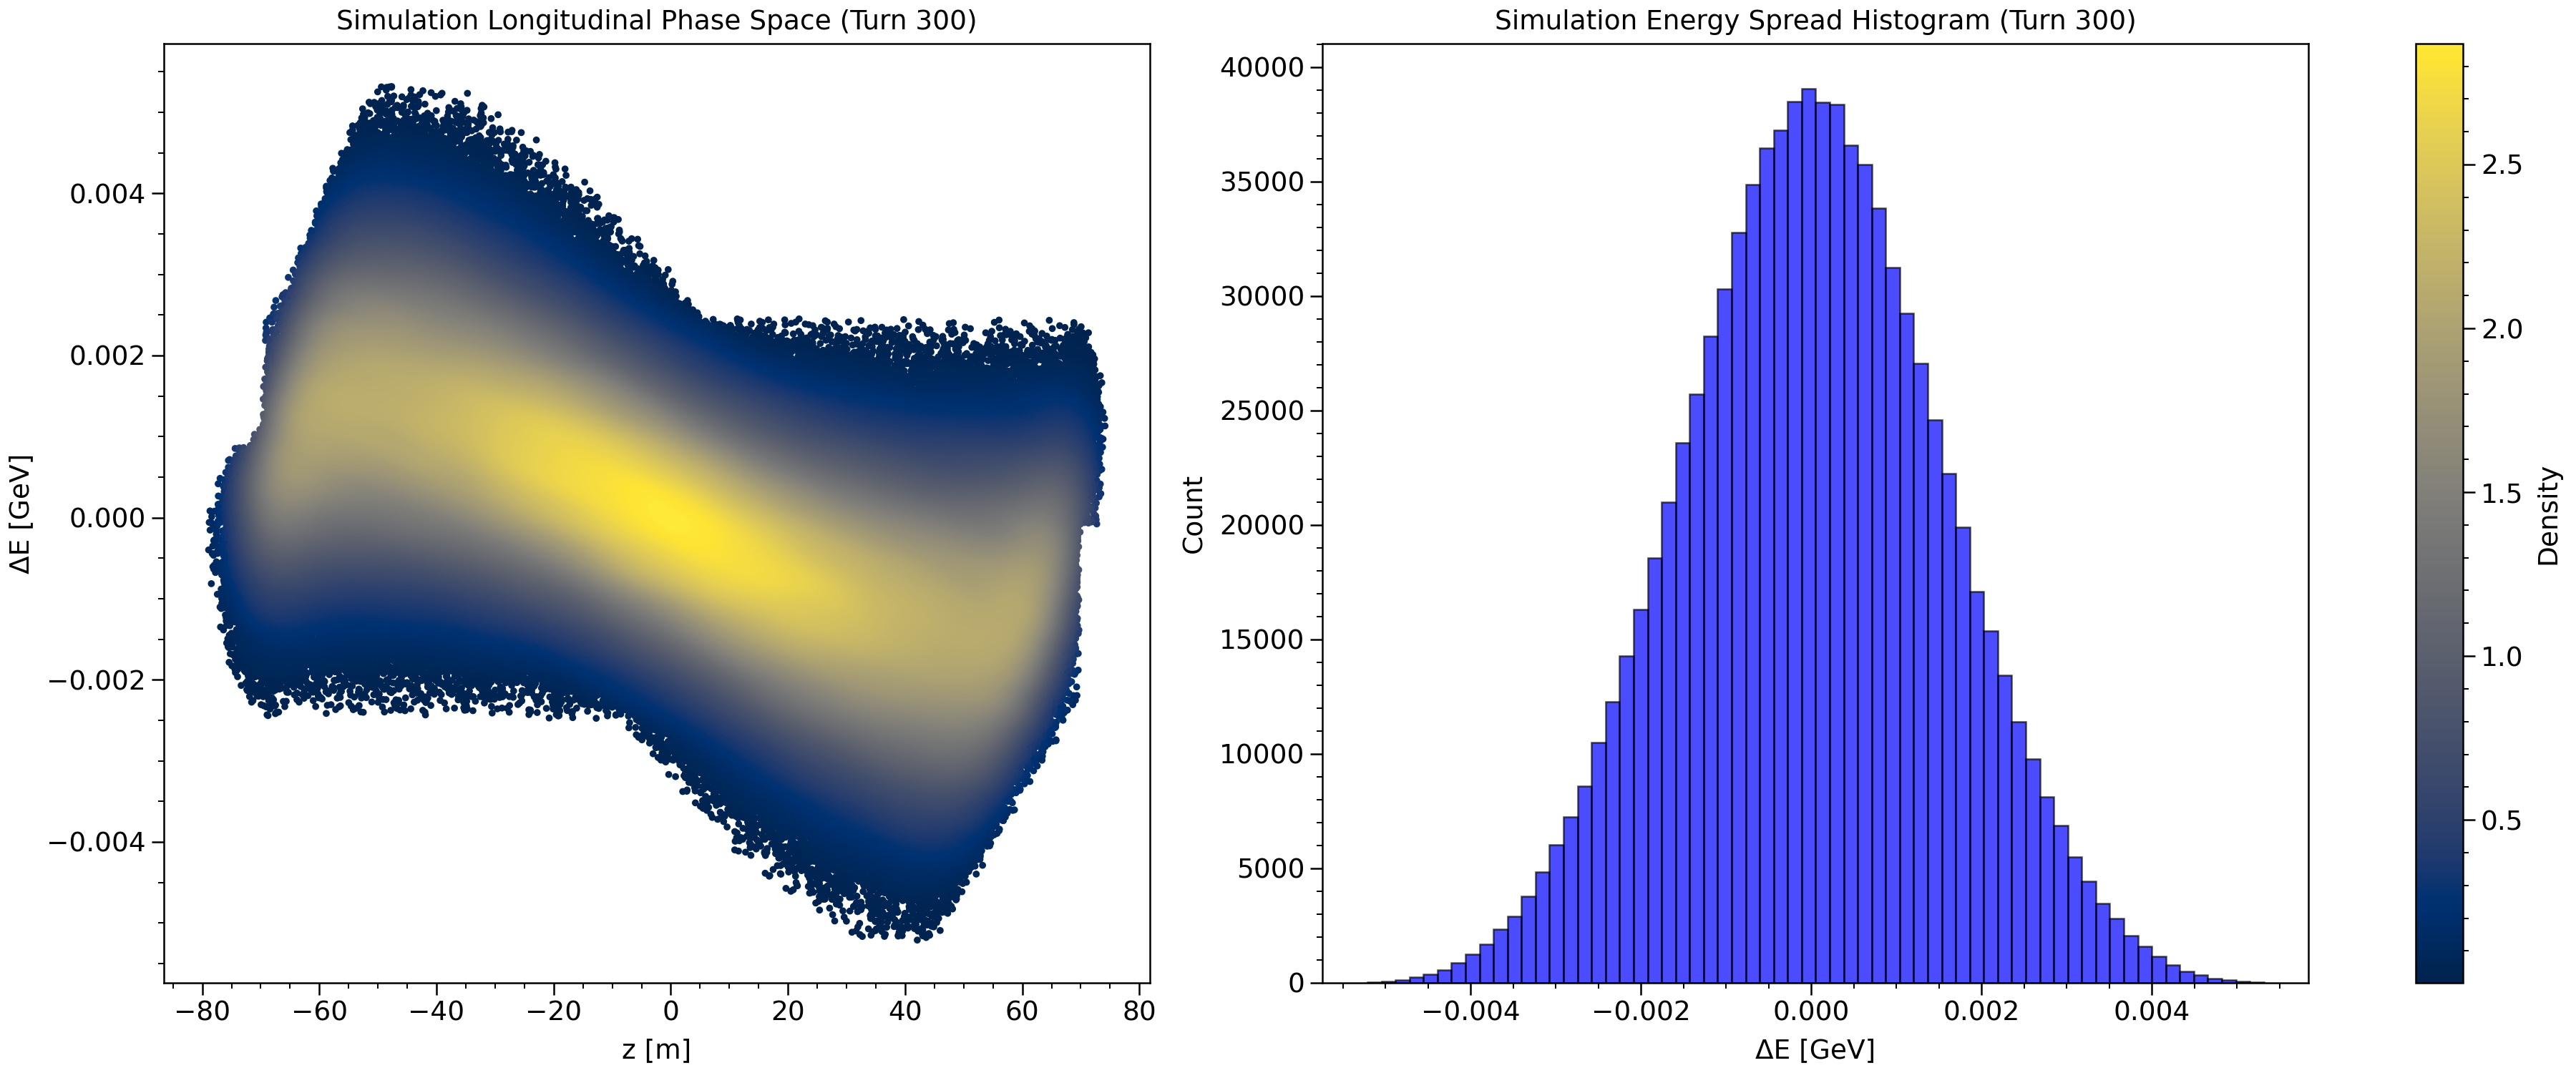 Simulation Longitudinal Phase Space (Turn 300)
ΔE [GeV]
0.004
0.002
0.000
−0.002
−0.004
−80 −60 −40 −20 0 20 40 60 80
z [m]
Simulation Energy Spread Histogram (Turn 300)
Count
40000
35000
30000
25000
20000
15000
10000
5000
0
−0.004 −0.002 0.000 0.002 0.004
ΔE [GeV]
2.5
2.0
1.5
1.0
0.5
Density